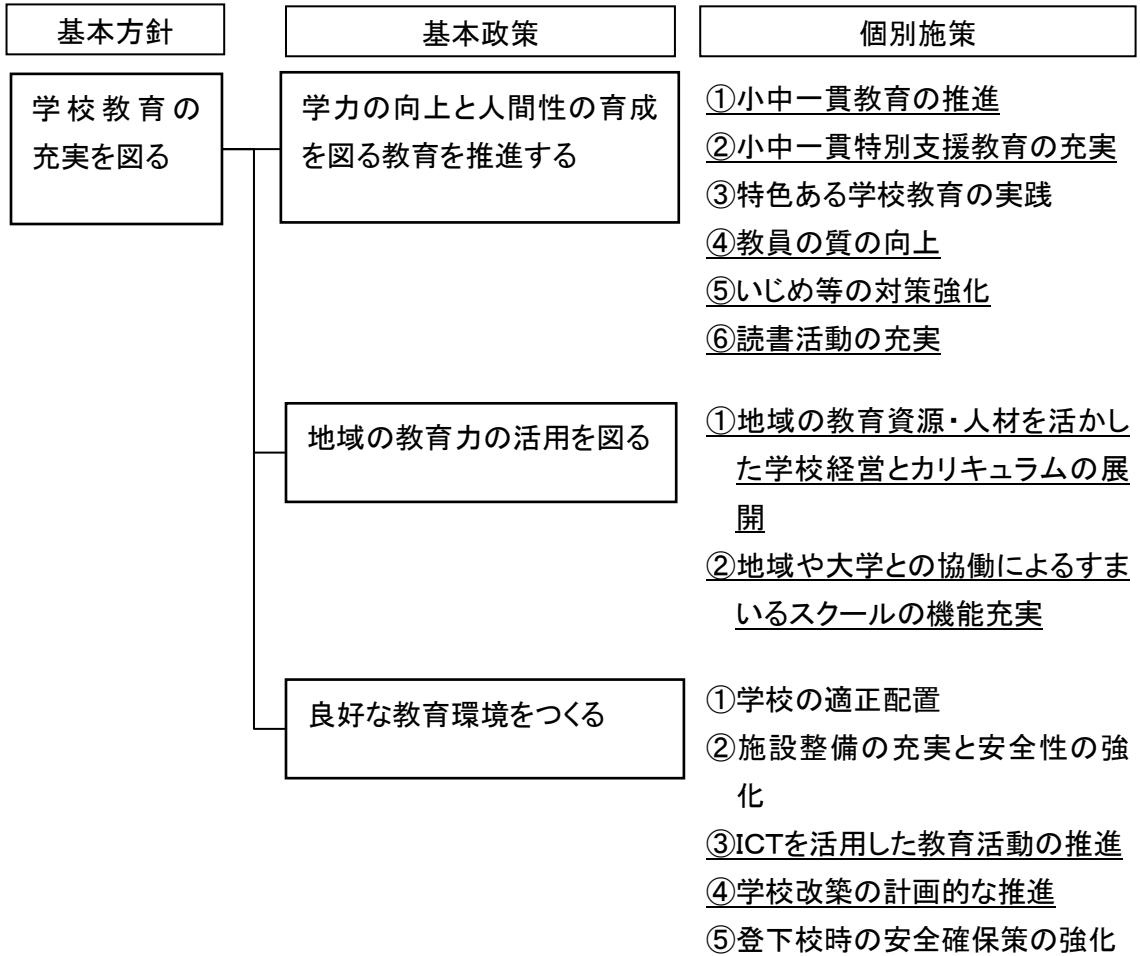 基本方針
基本政策
個別施策
学校教育の
充実を図る
学力の向上と人間性の育成
を図る教育を推進する
①小中一貫教育の推進
②小中一貫特別支援教育の充実
③特色ある学校教育の実践
④教員の質の向上
⑤いじめ等の対策強化
⑥読書活動の充実
地域の教育力の活用を図る
①地域の教育資源・人材を活かし
た学校経営とカリキュラムの展
開
②地域や大学との協働によるすま
いるスクールの機能充実
良好な教育環境をつくる
①学校の適正配置
②施設整備の充実と安全性の強
化
③ICTを活用した教育活動の推進
④学校改築の計画的な推進
⑤登下校時の安全確保策の強化